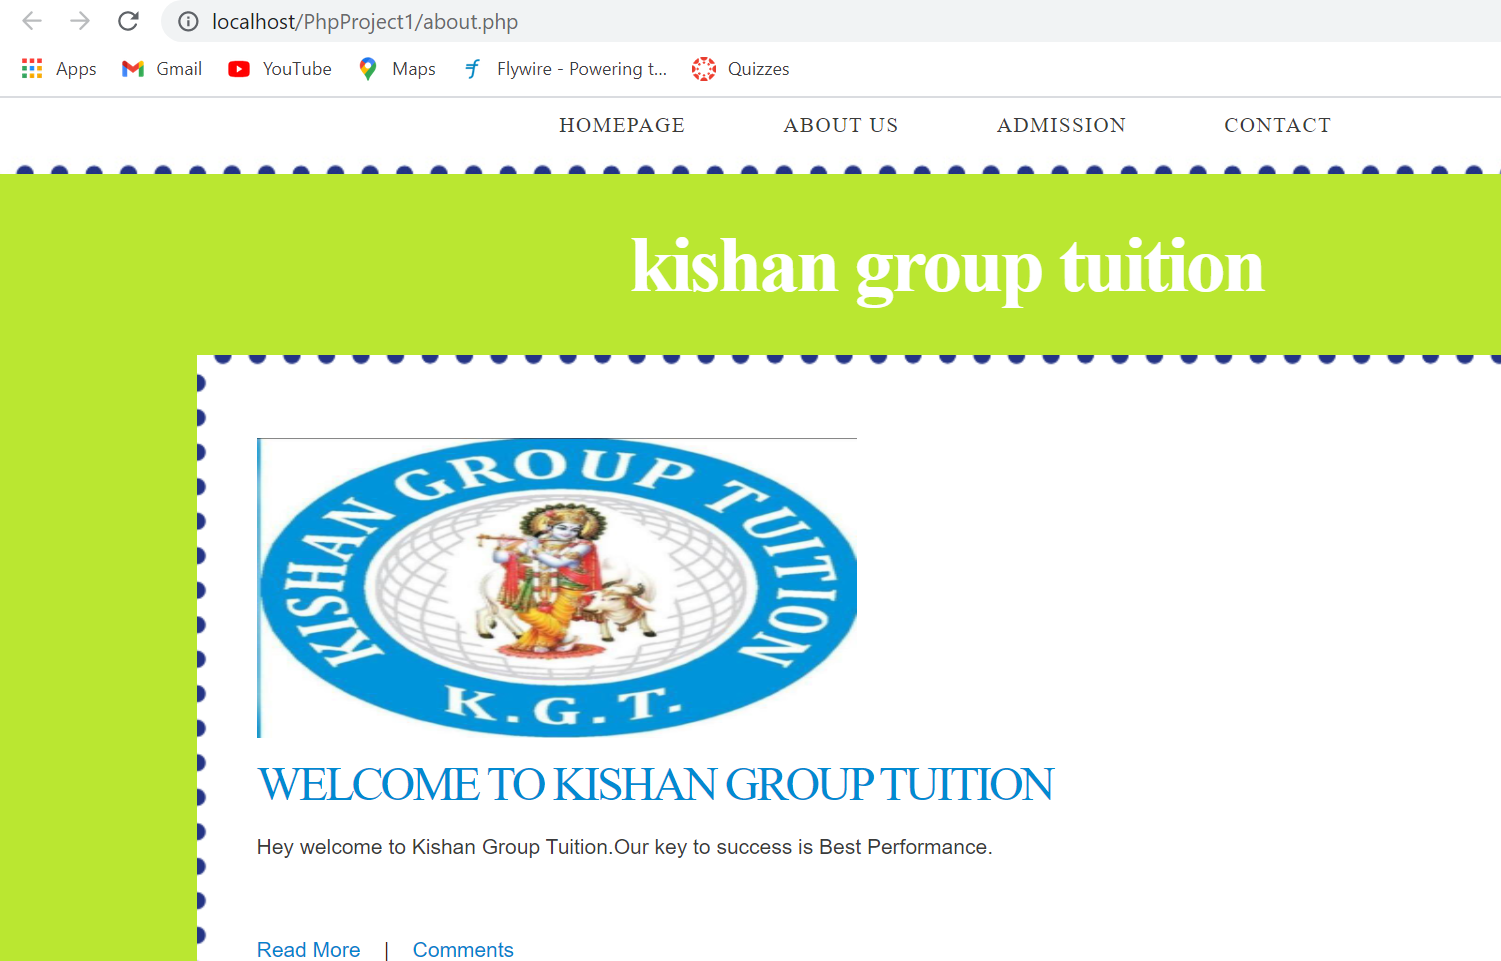 localhost/PhpProject1/about.php
Apps Gmail YouTube Maps Flywire - Powering t... Quizzes
HOMEPAGE ABOUT US ADMISSION CONTACT
kishan group tuition
KISHAN GROUP TUITION
K.G.T.
WELCOME TO KISHAN GROUP TUITION
Hey welcome to Kishan Group Tuition.Our key to success is Best Performance.
Read More | Comments